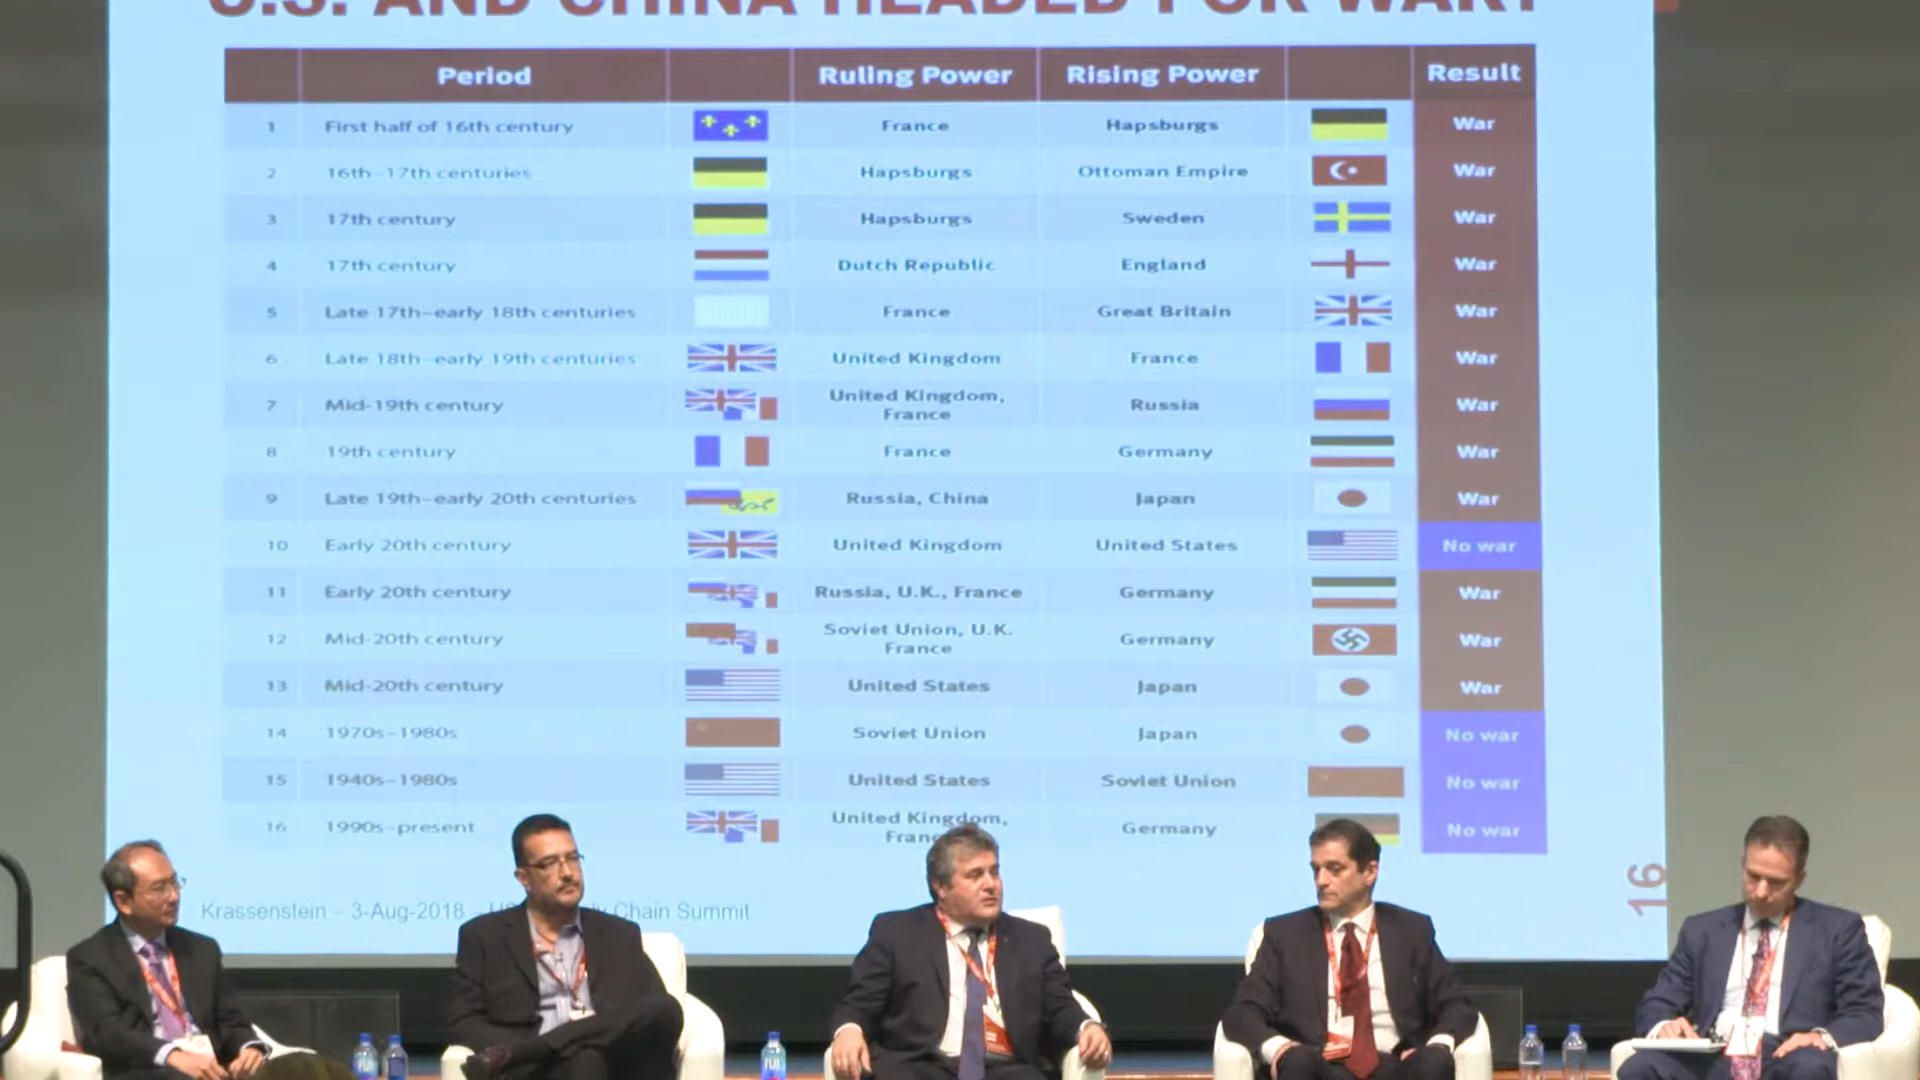 U.S. AND CHINA HEADED FOR WAR?
Period Ruling Power Rising Power Result
1 First half of 16th century France Hapsburgs War
2 16th–17th centuries Hapsburgs Ottoman Empire War
3 17th century Hapsburgs Sweden War
4 17th century Dutch Republic England War
5 Late 17th–early 18th centuries France Great Britain War
6 Late 18th–early 19th centuries United Kingdom France War
7 Mid-19th century United Kingdom, France Russia War
8 19th century France Germany War
9 Late 19th–early 20th centuries Russia, China Japan War
10 Early 20th century United Kingdom United States No war
11 Early 20th century Russia, U.K., France Germany War
12 Mid-20th century Soviet Union, U.K. France Germany War
13 Mid-20th century United States Japan War
14 1970s–1980s Soviet Union Japan No war
15 1940s–1980s United States Soviet Union No war
16 1990s–present United Kingdom, Germany No war
Krassenstein – 3-Aug-2018 – Chain Summit
16
FIJI